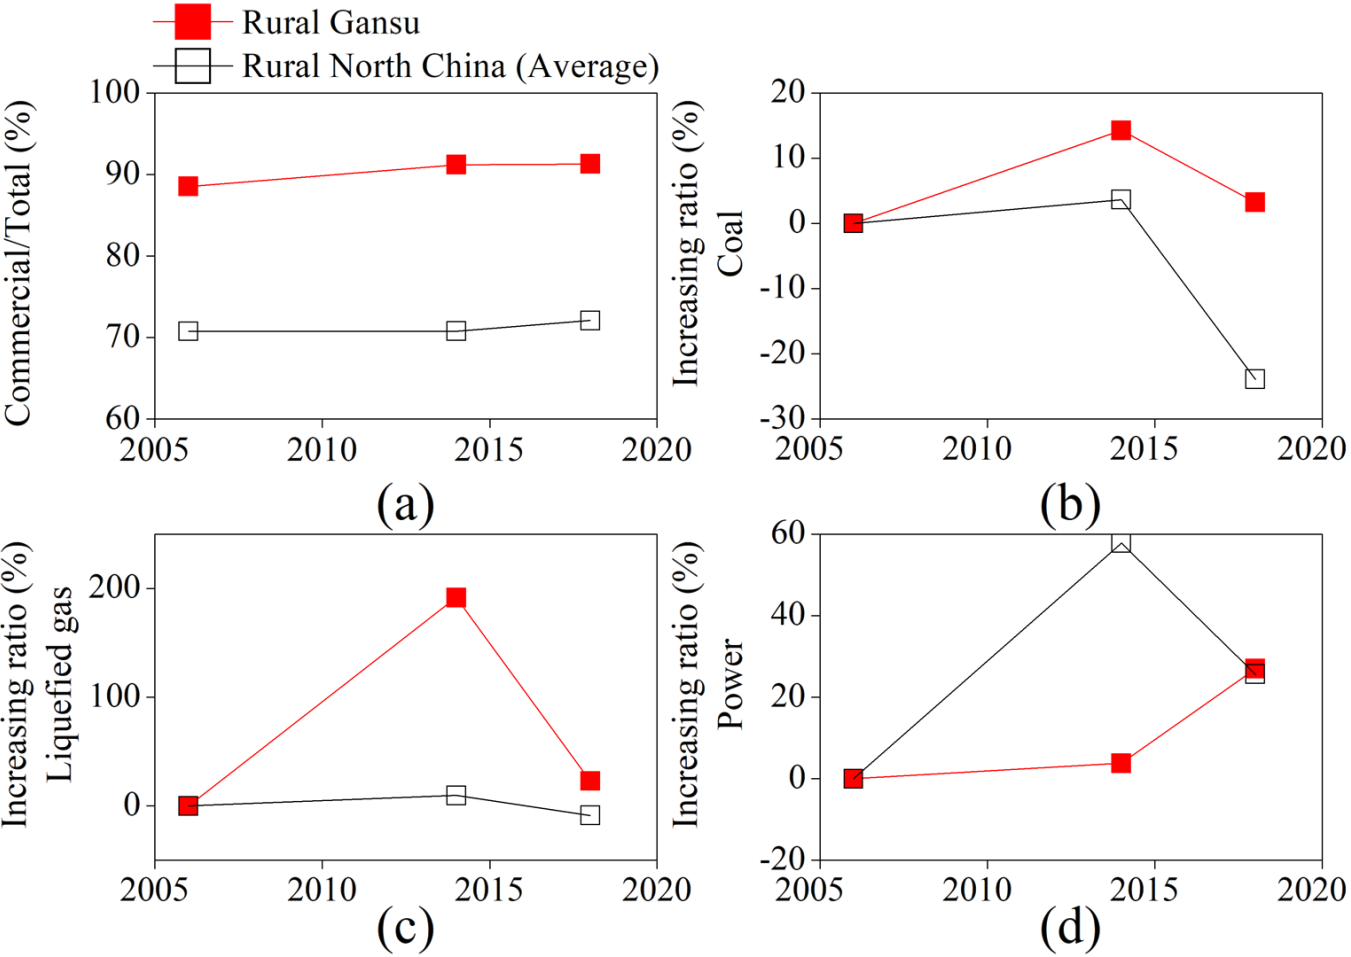 Rural Gansu
Rural North China (Average)
Commercial/Total (%)
100
90
80
70
60
2005
2010
2015
2020
(a)
Increasing ratio (%)
Coal
20
10
0
-10
-20
-30
2005
2010
2015
2020
(b)
Increasing ratio (%)
Liquefied gas
200
100
0
2005
2010
2015
2020
(c)
Increasing ratio (%)
Power
60
40
20
0
-20
2005
2010
2015
2020
(d)